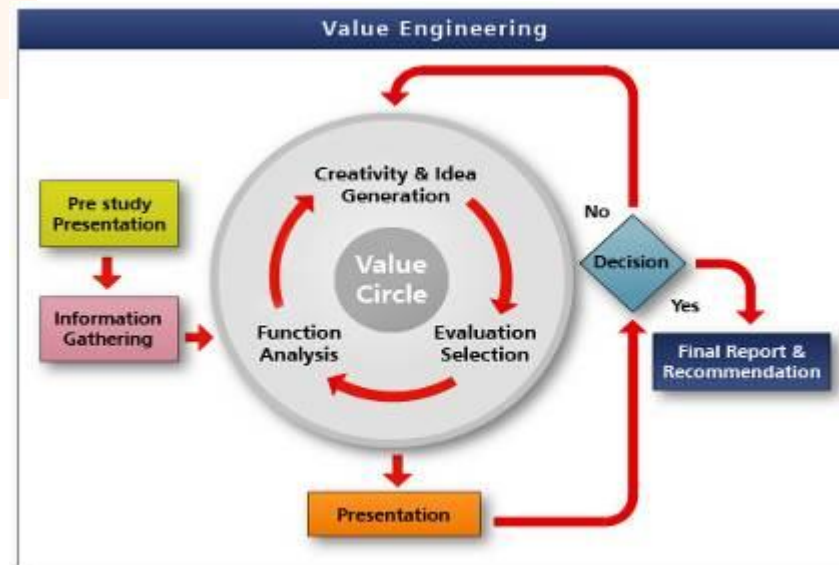 Value Engineering
Pre study
Presentation
Information
Gathering
Creativity & Idea
Generation
Value
Circle
Function
Analysis
Evaluation
Selection
Presentation
No
Decision
Yes
Final Report &
Recommendation